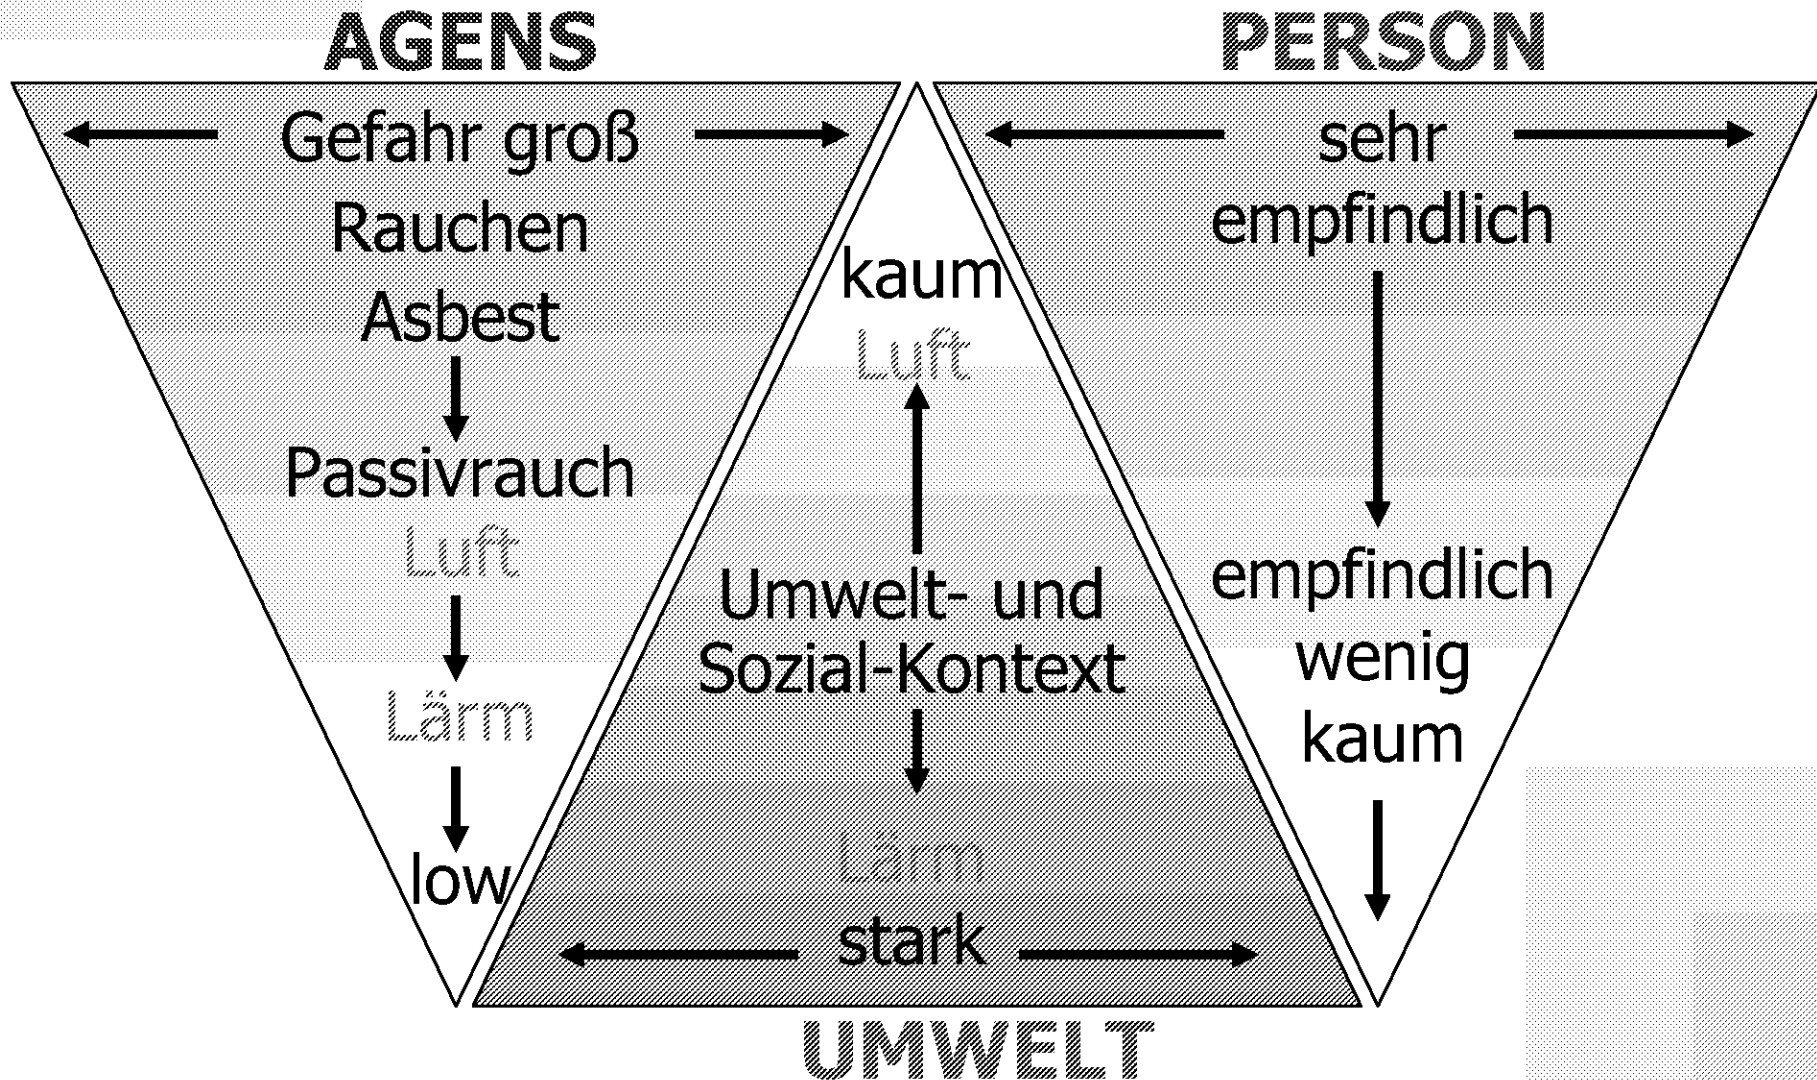 AGENS
Gefahr groß
Rauchen
Asbest
Passivrauch
Luft
Lärm
low
kaum
Luft
Umwelt- und
Sozial-Kontext
Lärm
stark
UMWELT
PERSON
sehr
empfindlich
empfindlich
wenig
kaum